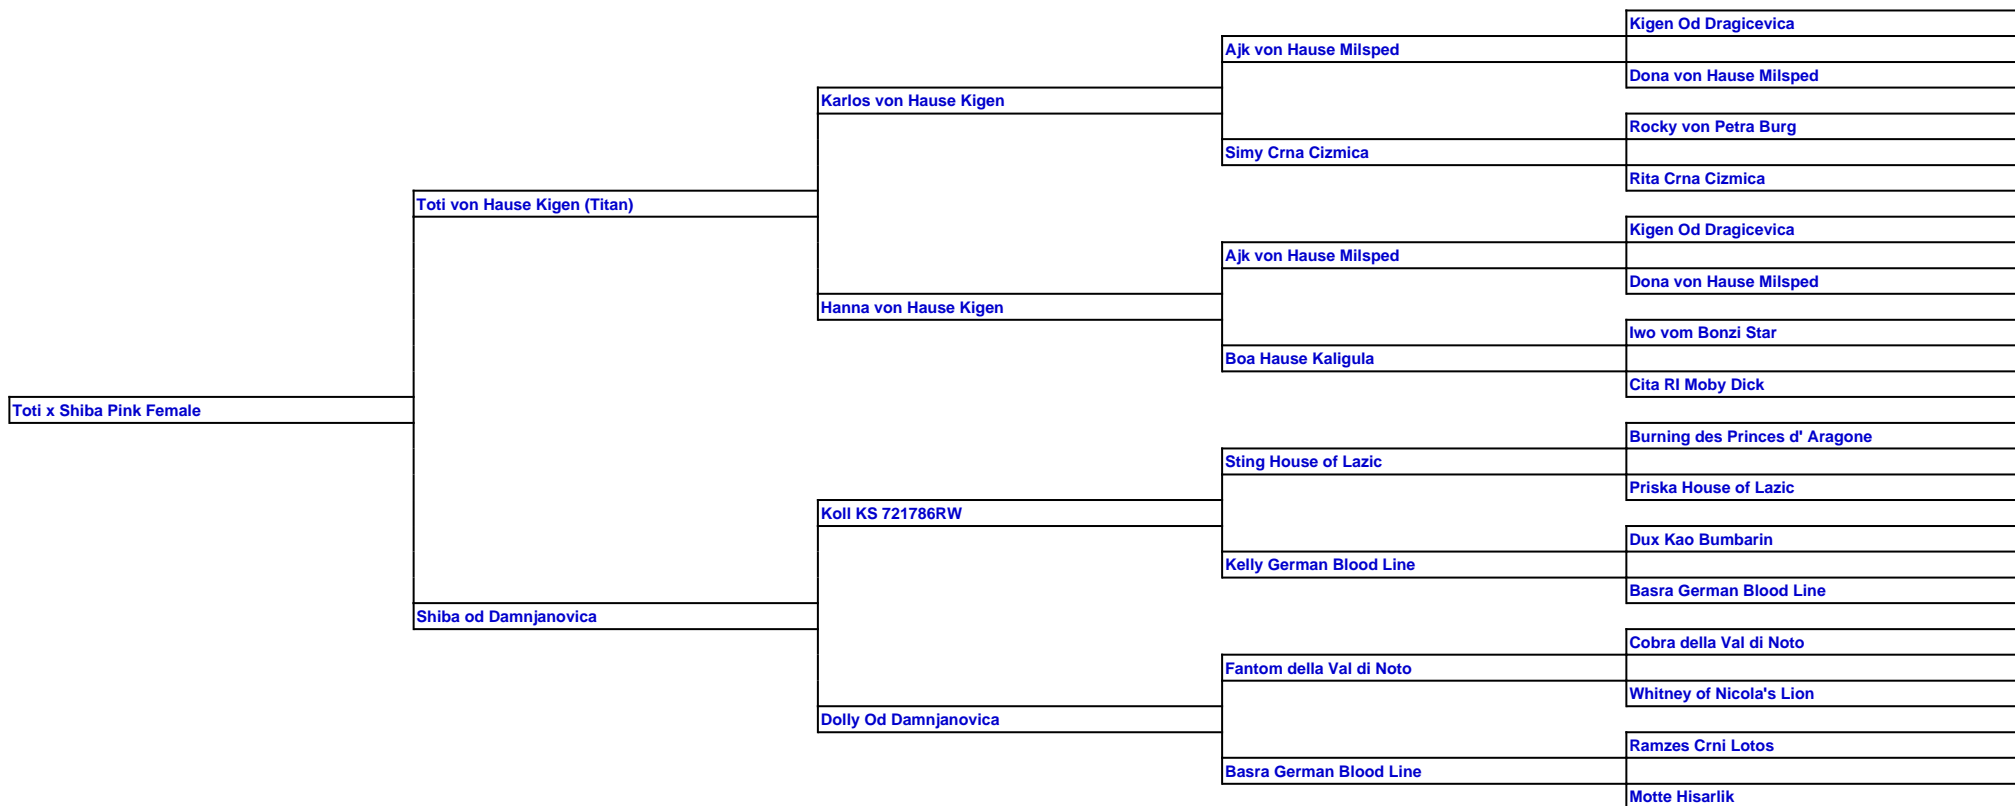 Kigen Od Dragicevica
Ajk von Hause Milsped
Dona von Hause Milsped
Karlos von Hause Kigen
Rocky von Petra Burg
Simy Crna Cizmica
Rita Crna Cizmica
Toti von Hause Kigen (Titan)
Kigen Od Dragicevica
Ajk von Hause Milsped
Dona von Hause Milsped
Hanna von Hause Kigen
Iwo vom Bonzi Star
Boa Hause Kaligula
Cita RI Moby Dick
Toti x Shiba Pink Female
Burning des Princes d' Aragone
Sting House of Lazic
Priska House of Lazic
Koll KS 721786RW
Dux Kao Bumbarin
Kelly German Blood Line
Basra German Blood Line
Shiba od Damnjanovica
Cobra della Val di Noto
Fantom della Val di Noto
Whitney of Nicola's Lion
Dolly Od Damnjanovica
Ramzes Crni Lotos
Basra German Blood Line
Motte Hisarlik